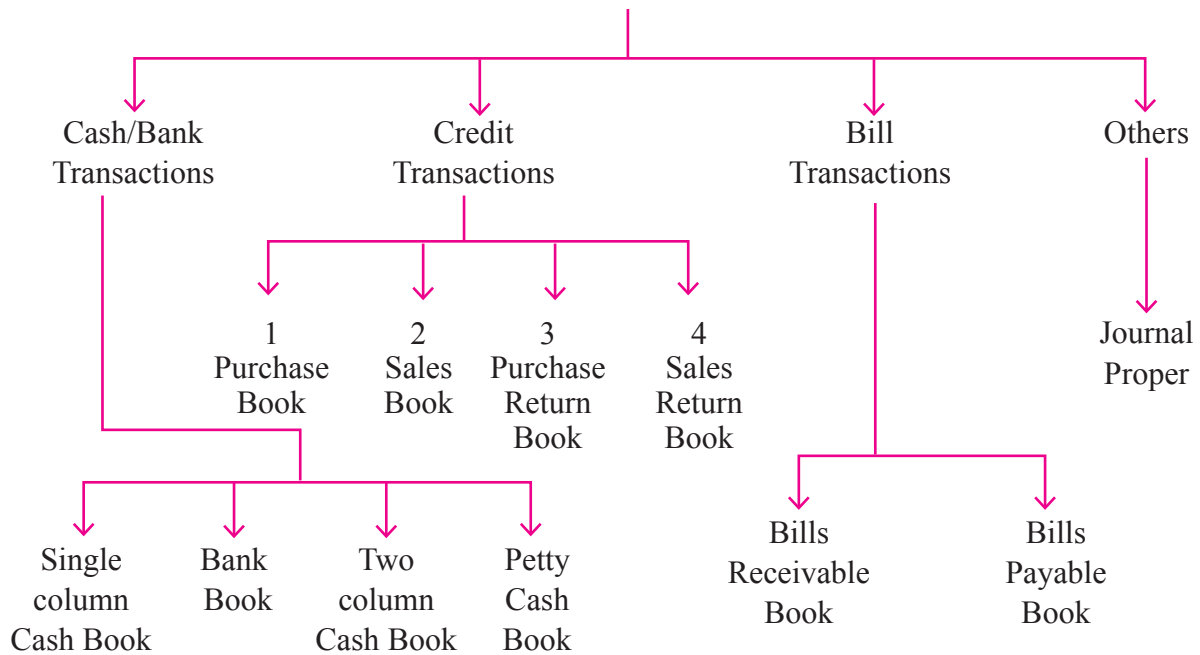 Cash/Bank
Transactions
Credit
Transactions
Bill
Transactions
Others
1
Purchase
Book
2
Sales
Book
3
Purchase
Return
Book
4
Sales
Return
Book
Journal
Proper
Single
column
Cash Book
Bank
Book
Two
column
Cash Book
Petty
Cash
Book
Bills
Receivable
Book
Bills
Payable
Book